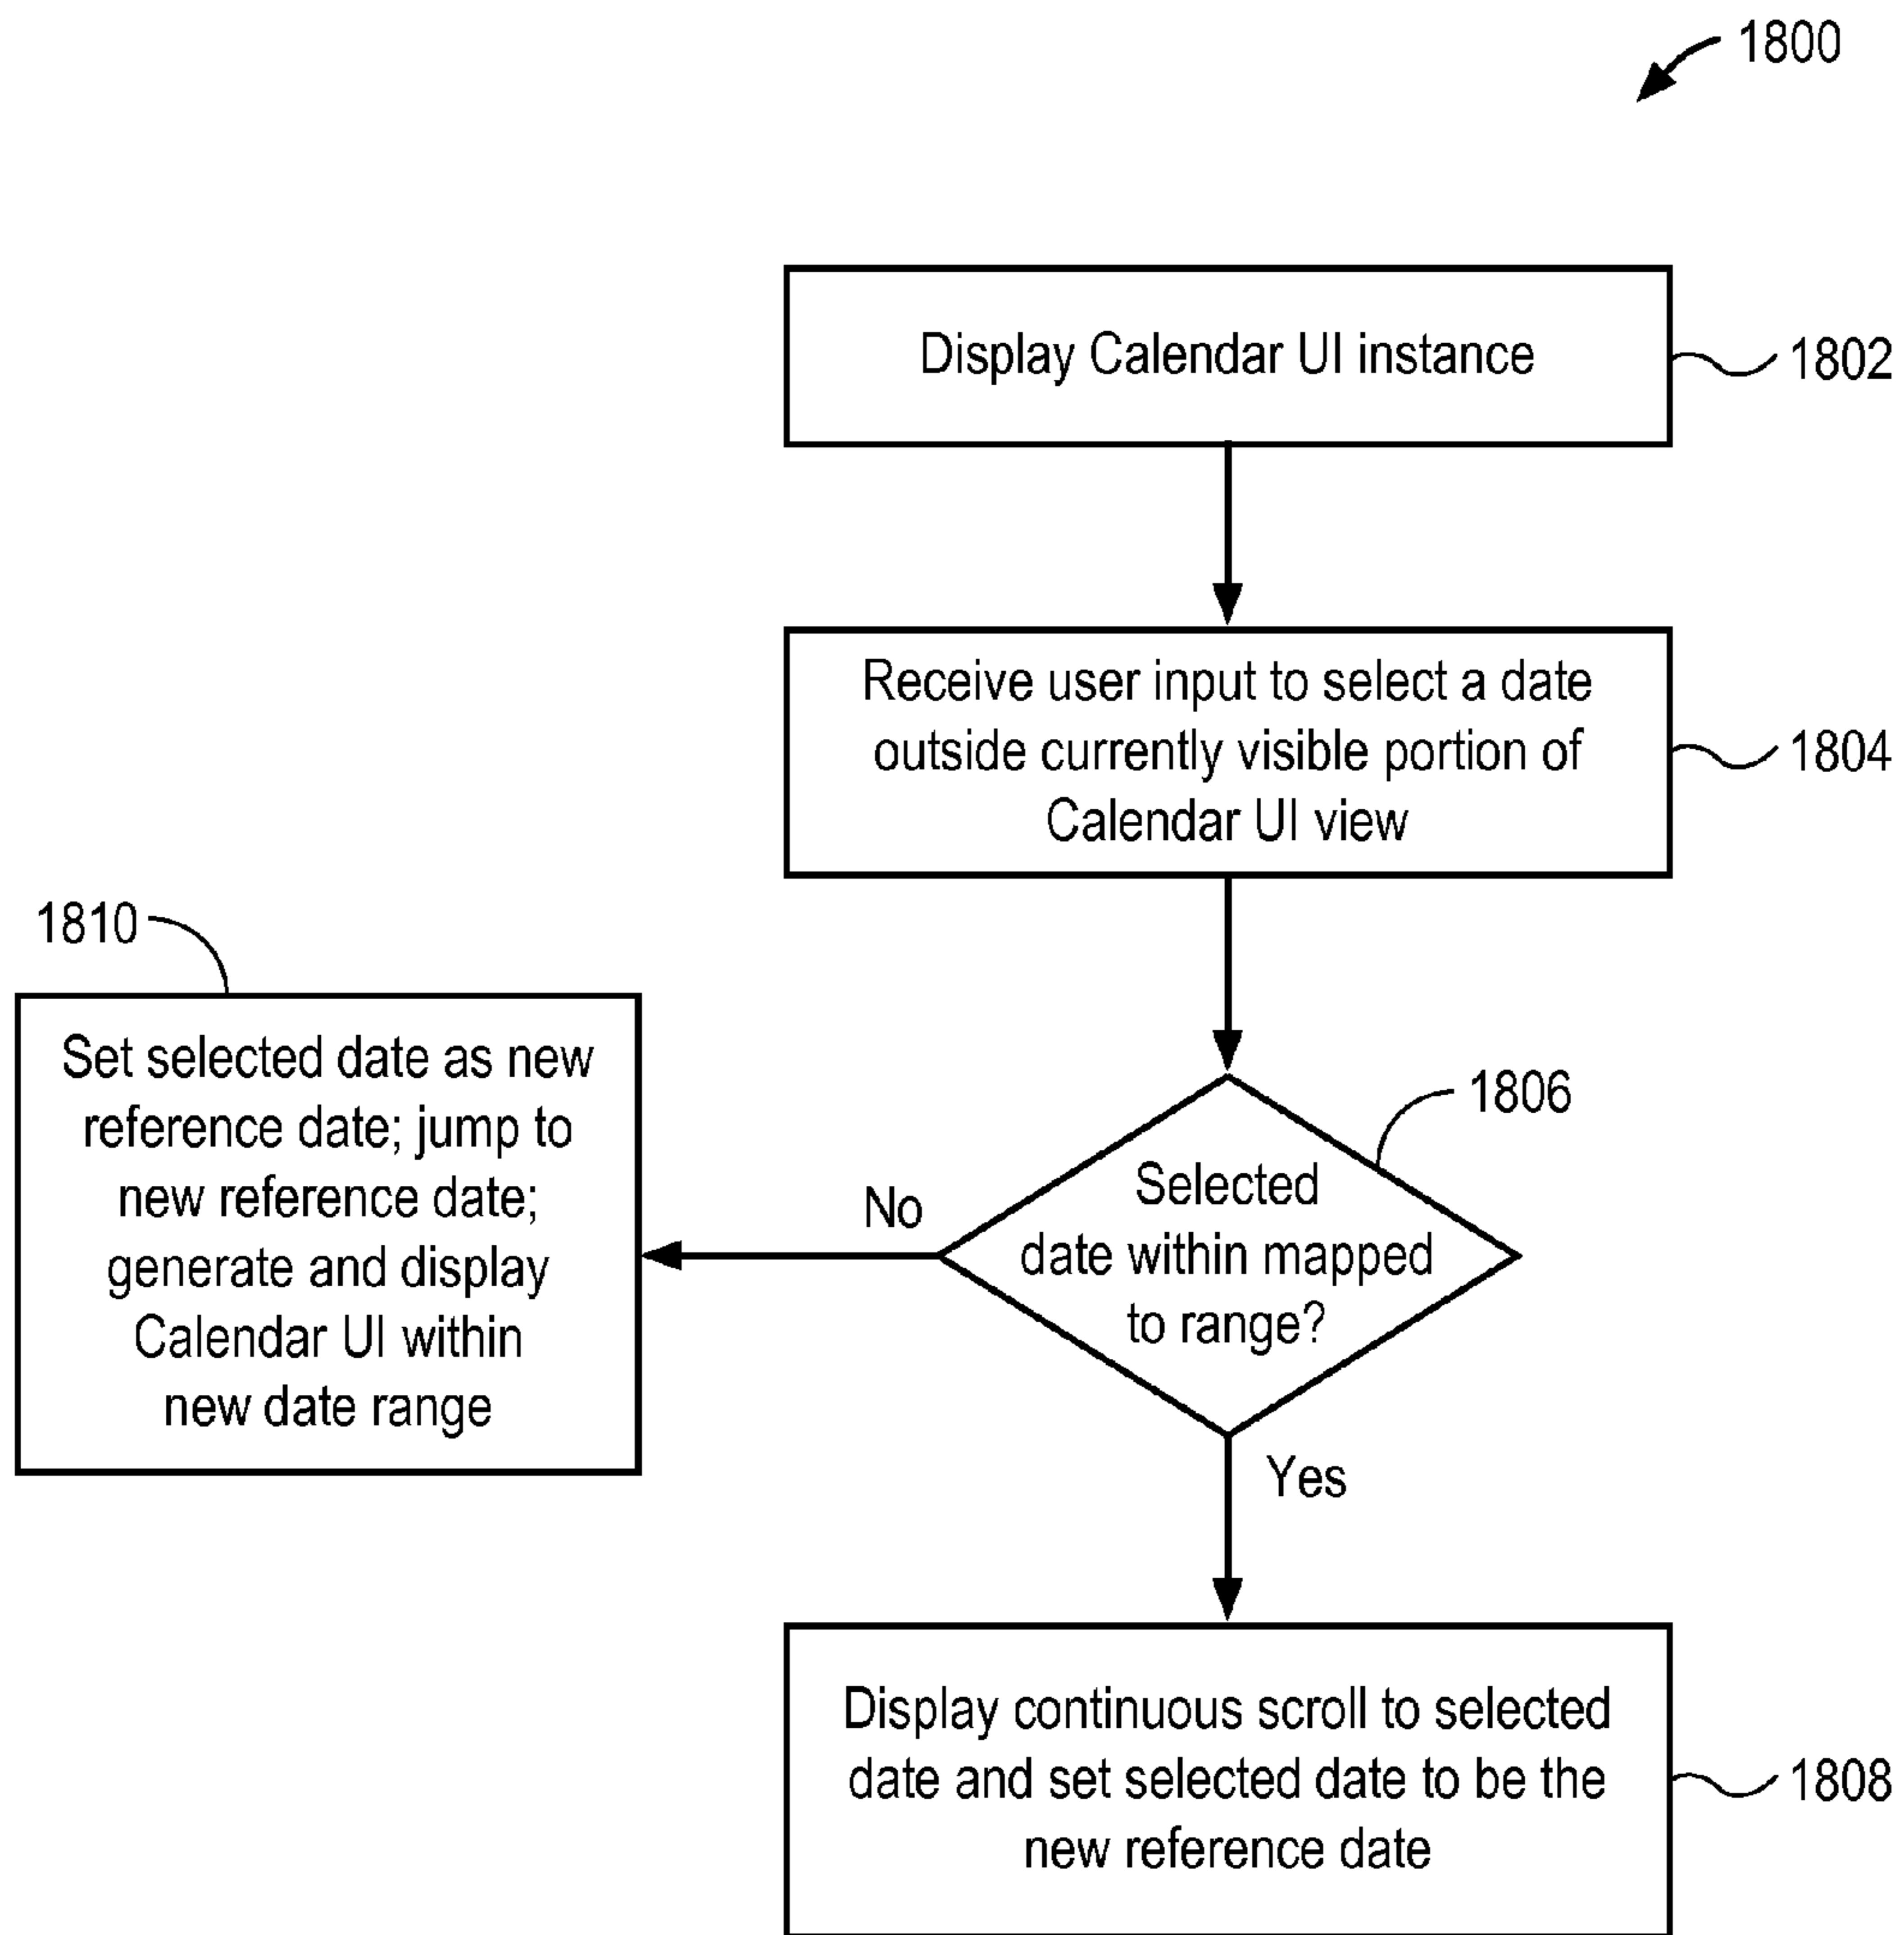 1800
Display Calendar UI instance
1802
Receive user input to select a date
outside currently visible portion of
Calendar UI view
1804
1810
Set selected date as new
reference date; jump to
new reference date;
generate and display
Calendar UI within
new date range
1806
Selected
date within mapped
to range?
No
Yes
Display continuous scroll to selected
date and set selected date to be the
new reference date
1808